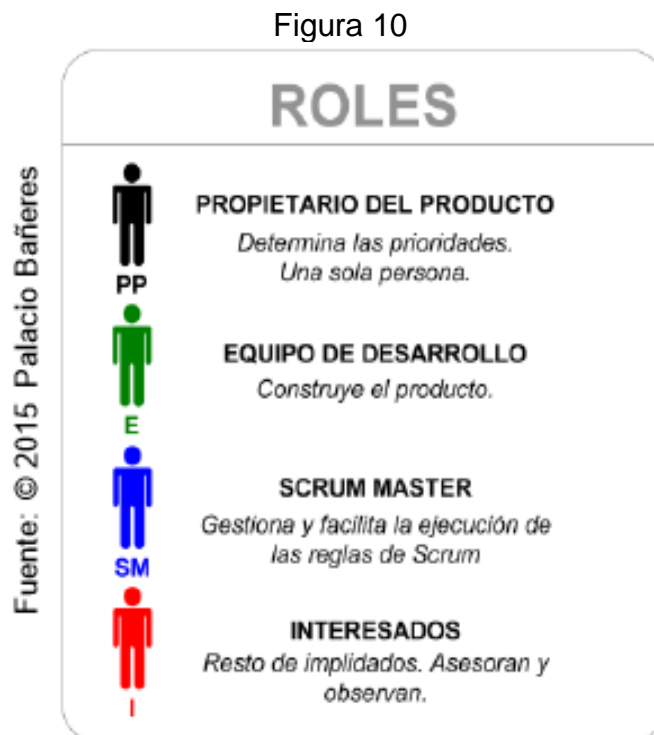 Figura 10
ROLES
Fuente: © 2015 Palacio Bañeres
PROPIETARIO DEL PRODUCTO
Determina las prioridades.
Una sola persona.
PP
EQUIPO DE DESARROLLO
Construye el producto.
E
SCRUM MASTER
Gestiona y facilita la ejecución de
las reglas de Scrum
SM
INTERESADOS
Resto de implidados. Asesoran y
observan.
I